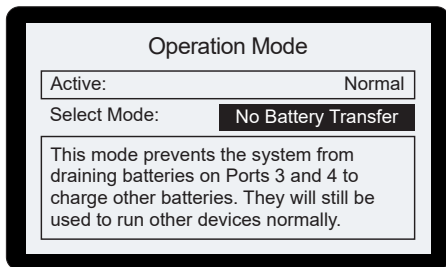 Operation Mode
Active: Normal
Select Mode: No Battery Transfer
This mode prevents the system from
draining batteries on Ports 3 and 4 to
charge other batteries. They will still be
used to run other devices normally.